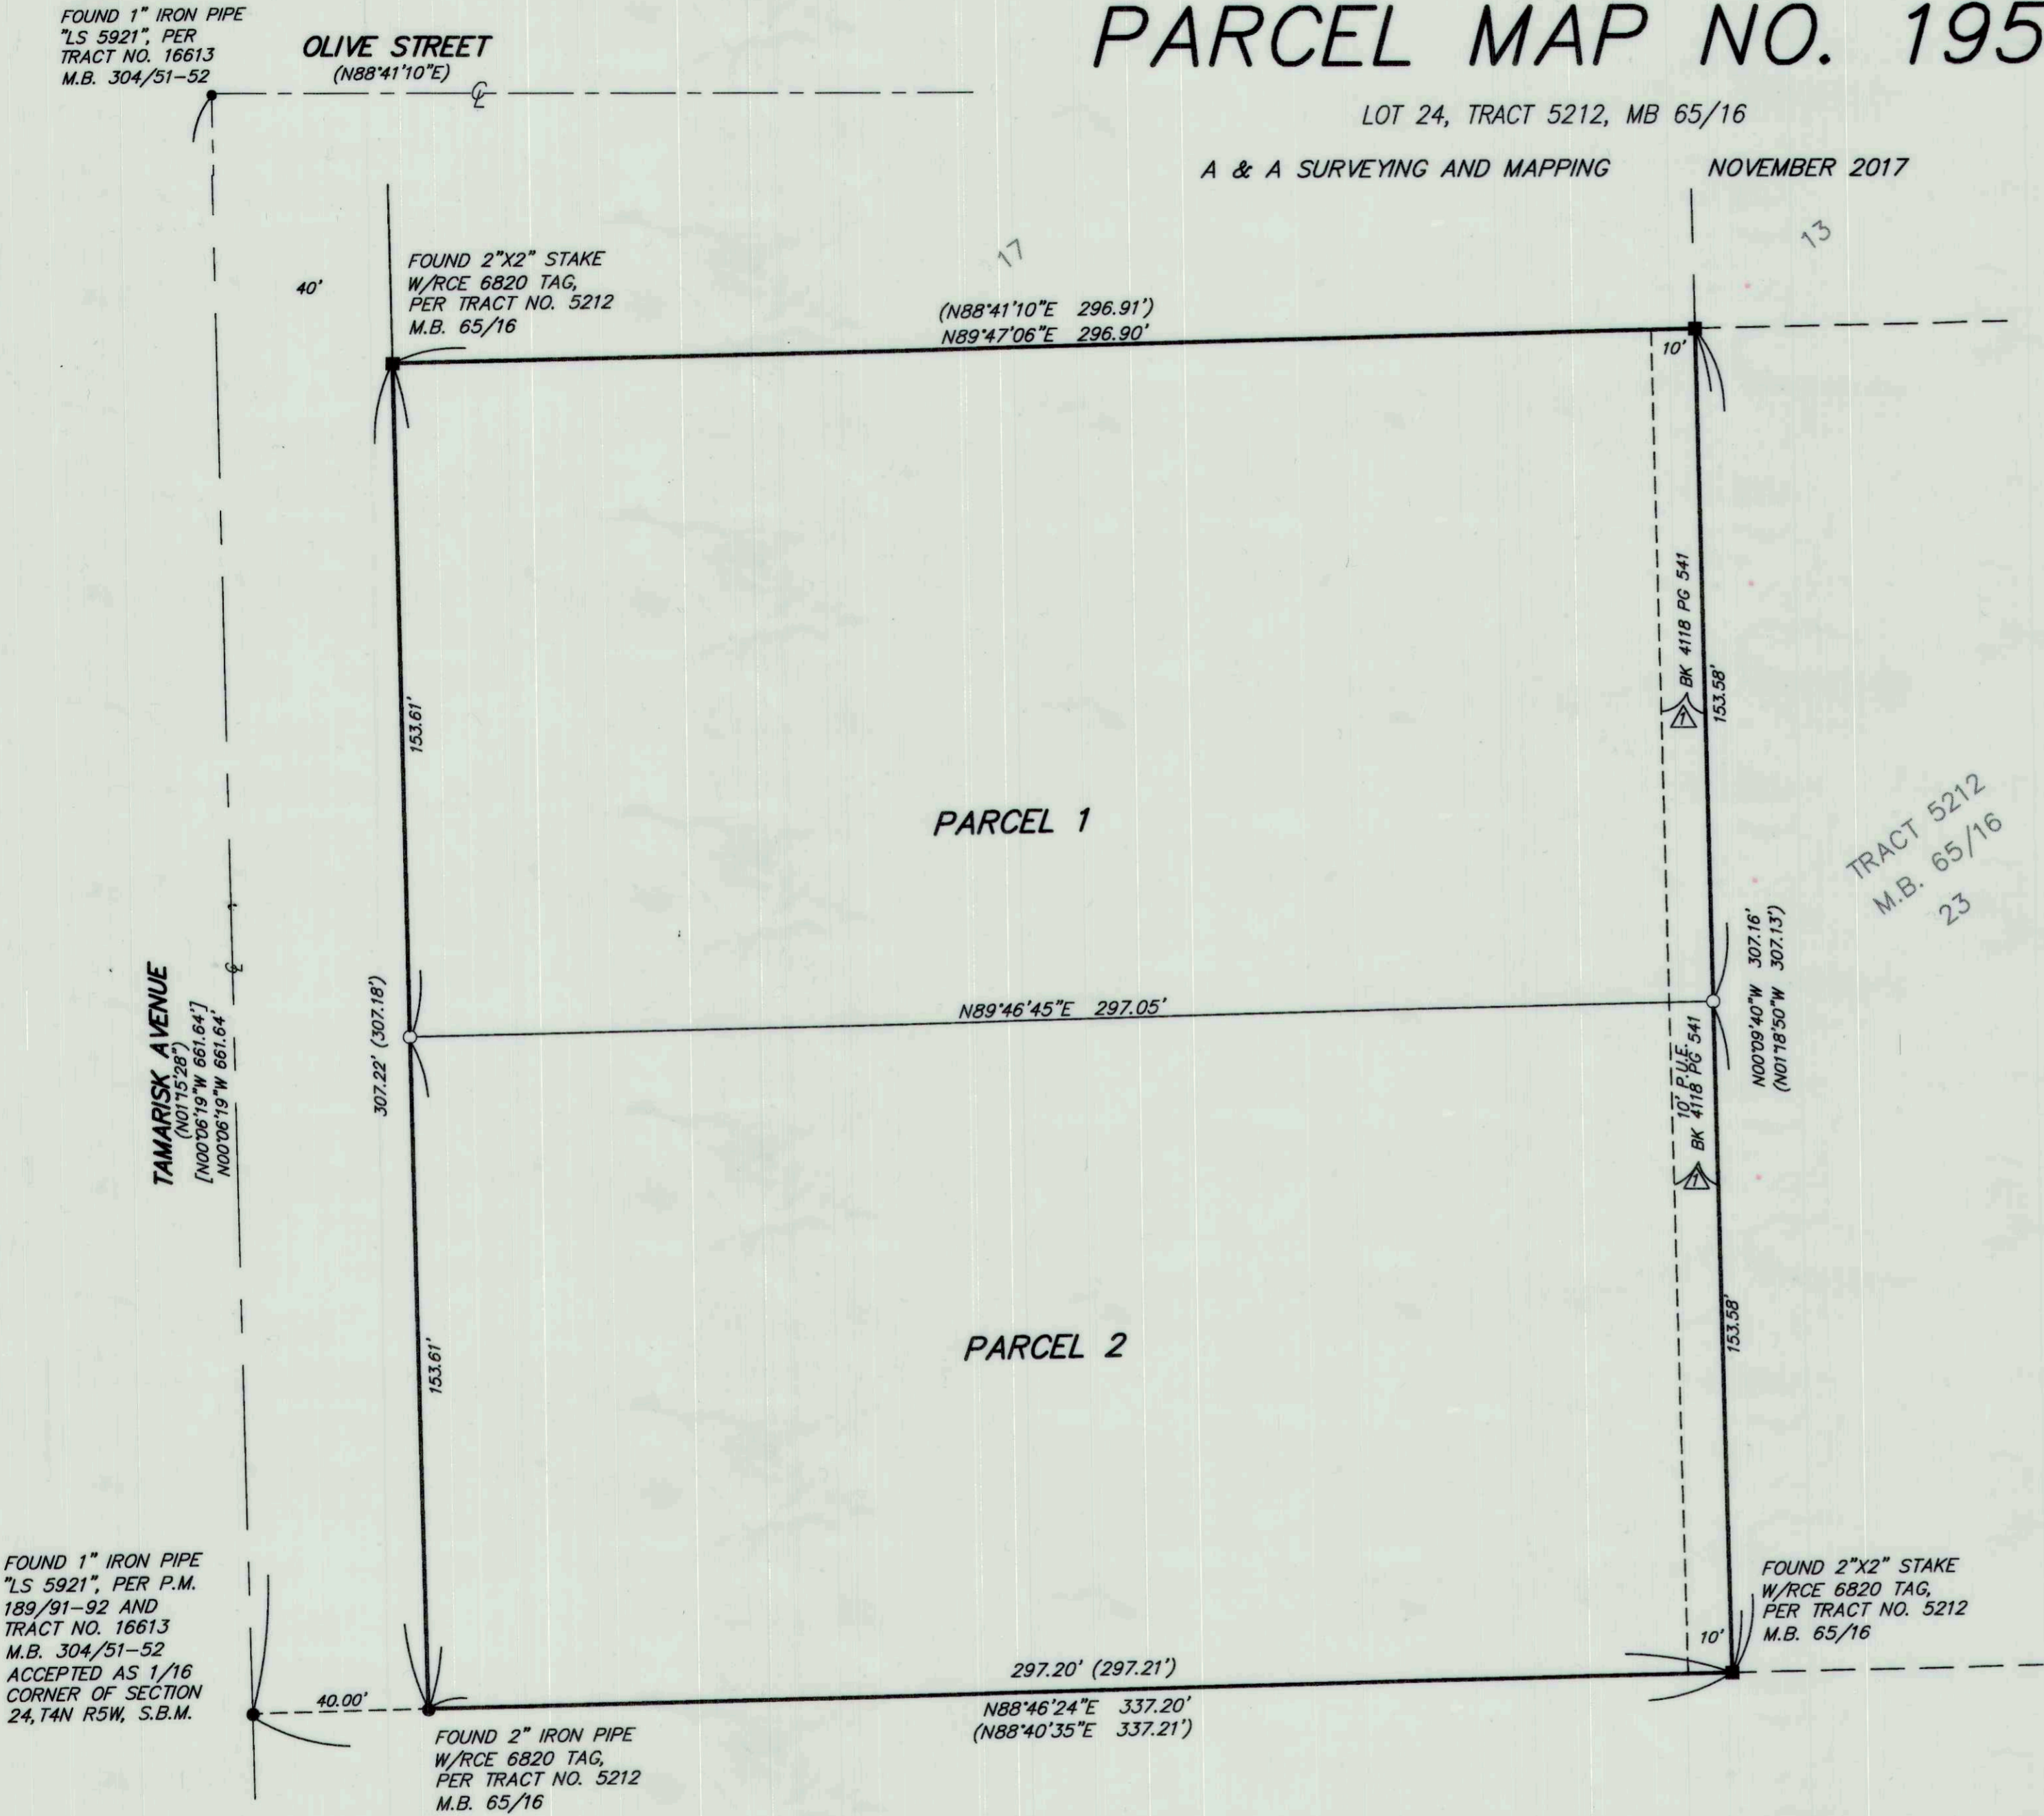 PARCEL MAP NO. 195
LOT 24, TRACT 5212, MB 65/16
A & A SURVEYING AND MAPPING NOVEMBER 2017
FOUND 1" IRON PIPE
"LS 5921", PER
TRACT NO. 16613
M.B. 304/51-52
OLIVE STREET
(N88°41'10"E)
℄
40'
FOUND 2"X2" STAKE
W/RCE 6820 TAG,
PER TRACT NO. 5212
M.B. 65/16
17
13
(N88°41'10"E 296.91')
N89°47'06"E 296.90'
10'
BK 4118 PG 541
1
153.58'
153.61'
PARCEL 1
TRACT 5212
M.B. 65/16
23
TAMARISK AVENUE
(N01°15'28")
[N00°06'19"W 661.64']
N00°06'19"W 661.64'
℄
307.22' (307.18')
N89°46'45"E 297.05'
10' P.U.E.
BK 4118 PG 541
1
N00°09'40"W 307.16'
(N01°18'50"W 307.13')
153.61'
PARCEL 2
153.58'
FOUND 1" IRON PIPE
"LS 5921", PER P.M.
189/91-92 AND
TRACT NO. 16613
M.B. 304/51-52
ACCEPTED AS 1/16
CORNER OF SECTION
24, T4N R5W, S.B.M.
40.00'
FOUND 2" IRON PIPE
W/RCE 6820 TAG,
PER TRACT NO. 5212
M.B. 65/16
297.20' (297.21')
N88°46'24"E 337.20'
(N88°40'35"E 337.21')
10'
FOUND 2"X2" STAKE
W/RCE 6820 TAG,
PER TRACT NO. 5212
M.B. 65/16